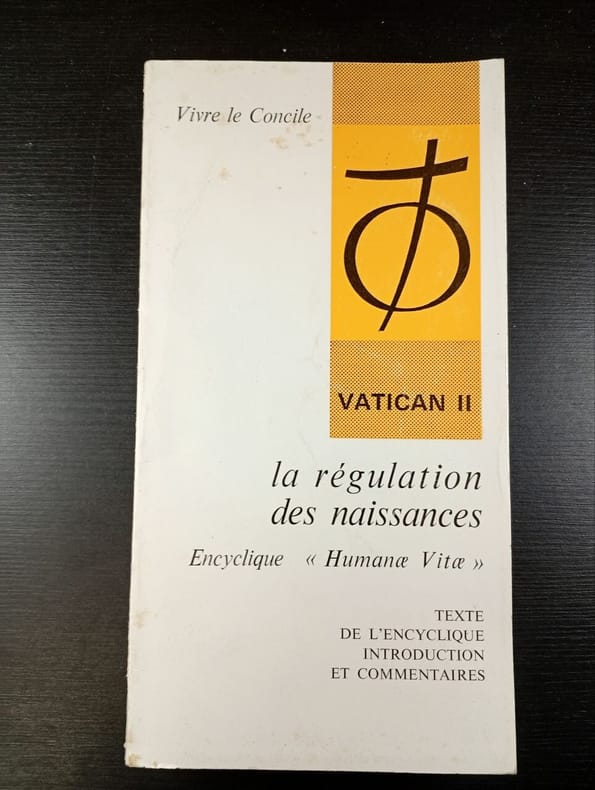 Vivre le Concile
VATICAN II
la régulation
des naissances
Encyclique « Humanæ Vitæ »
TEXTE
DE L'ENCYCLIQUE
INTRODUCTION
ET COMMENTAIRES